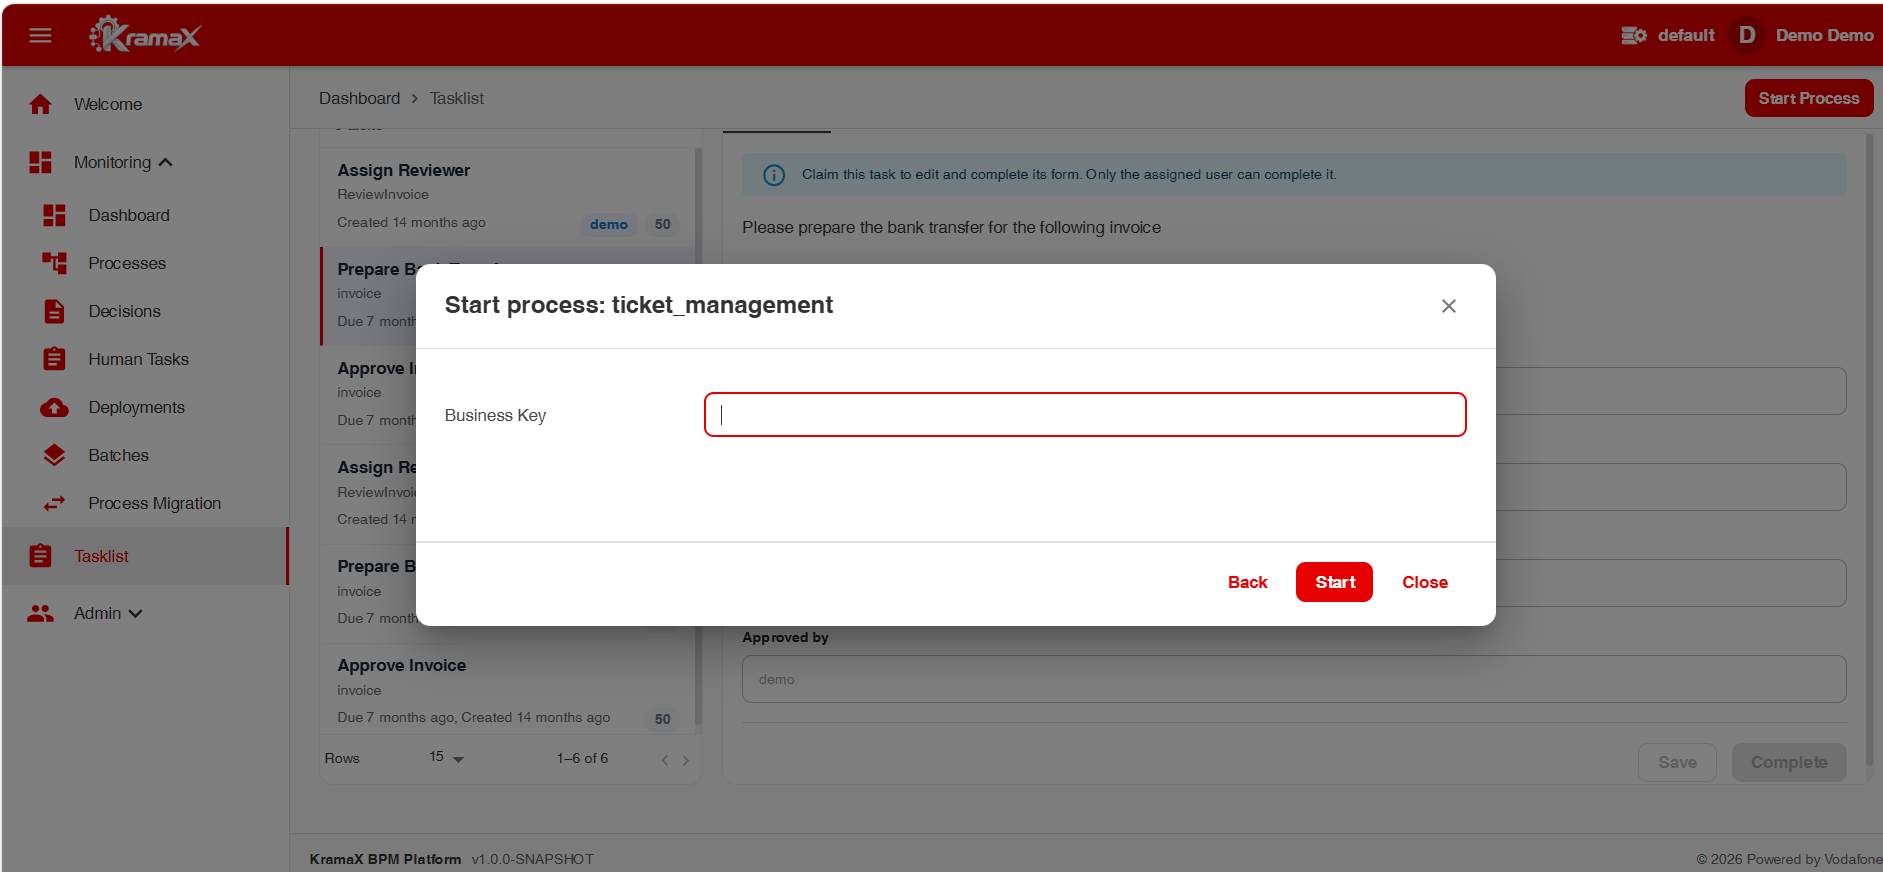 KramaX
default
D
Demo Demo
Welcome
Monitoring
Dashboard
Processes
Decisions
Human Tasks
Deployments
Batches
Process Migration
Tasklist
Admin
Dashboard > Tasklist
Start Process
Assign Reviewer
ReviewInvoice
Created 14 months ago
demo
50
Prepare
invoice
Due 7
Approve
invoice
Due 7
Assign
Created 14
Prepare
invoice
Due 7
Approve Invoice
invoice
Due 7 months ago, Created 14 months ago
50
Rows
15
1–6 of 6
Claim this task to edit and complete its form. Only the assigned user can complete it.
Please prepare the bank transfer for the following invoice
Start process: ticket_management
Business Key
Back
Start
Close
Approved by
demo
Save
Complete
KramaX BPM Platform v1.0.0-SNAPSHOT
© 2026 Powered by Vodafone